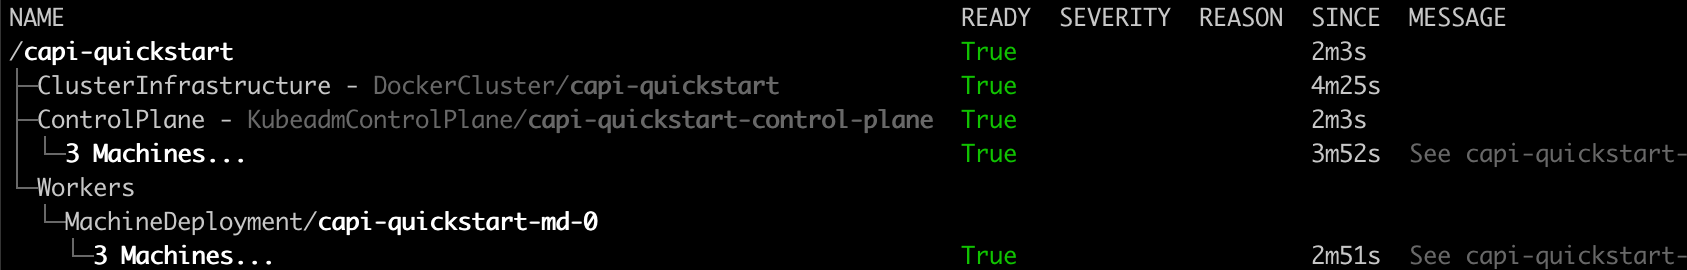 NAME READY SEVERITY REASON SINCE MESSAGE
/capi-quickstart True 2m3s
├─ClusterInfrastructure - DockerCluster/capi-quickstart True 4m25s
├─ControlPlane - KubeadmControlPlane/capi-quickstart-control-plane True 2m3s
│ └─3 Machines... True 3m52s See capi-quickstart-
└─Workers
└─MachineDeployment/capi-quickstart-md-0
└─3 Machines... True 2m51s See capi-quickstart-